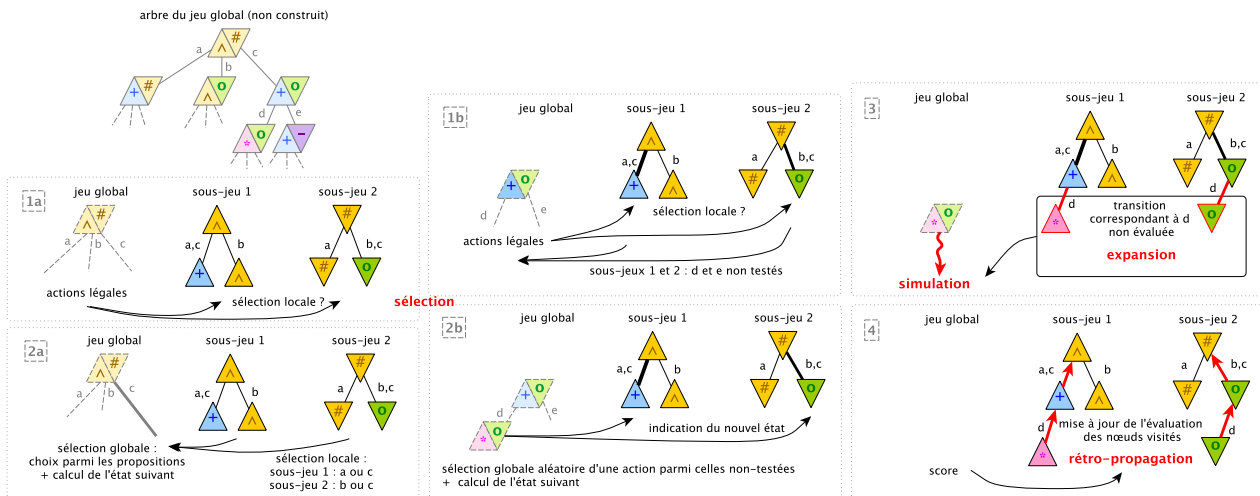 arbre du jeu global (non construit)
^ #
a
b
c
+ #
^ O
+ O
d
e
* O
+ -
1a
jeu global
sous-jeu 1
sous-jeu 2
^ #
^
#
a
b
c
a,c
b
a
b,c
+
^
#
O
actions légales
sélection locale ?
sélection
2a
jeu global
sous-jeu 1
sous-jeu 2
^ #
^
#
a
b
c
a,c
b
a
b,c
+
^
#
O
sélection globale :
choix parmi les propositions
+ calcul de l'état suivant
sélection locale :
sous-jeu 1 : a ou c
sous-jeu 2 : b ou c
1b
jeu global
sous-jeu 1
sous-jeu 2
^
#
a,c
b
a
b,c
+ O
+
^
#
O
d
e
sélection locale ?
actions légales
sous-jeux 1 et 2 : d et e non testés
2b
jeu global
sous-jeu 1
sous-jeu 2
^
#
a,c
b
a
b,c
+ O
+
^
#
O
d
e
* O
indication du nouvel état
sélection globale aléatoire d'une action parmi celles non-testées
+ calcul de l'état suivant
3
jeu global
sous-jeu 1
sous-jeu 2
^
#
a,c
b
a
b,c
+
^
#
O
d
d
* O
*
O
transition
correspondant à d
non évaluée
expansion
simulation
4
jeu global
sous-jeu 1
sous-jeu 2
^
#
a,c
b
a
b,c
+
^
#
O
mise à jour de l'évaluation
des nœuds visités
d
d
*
O
rétro-propagation
score